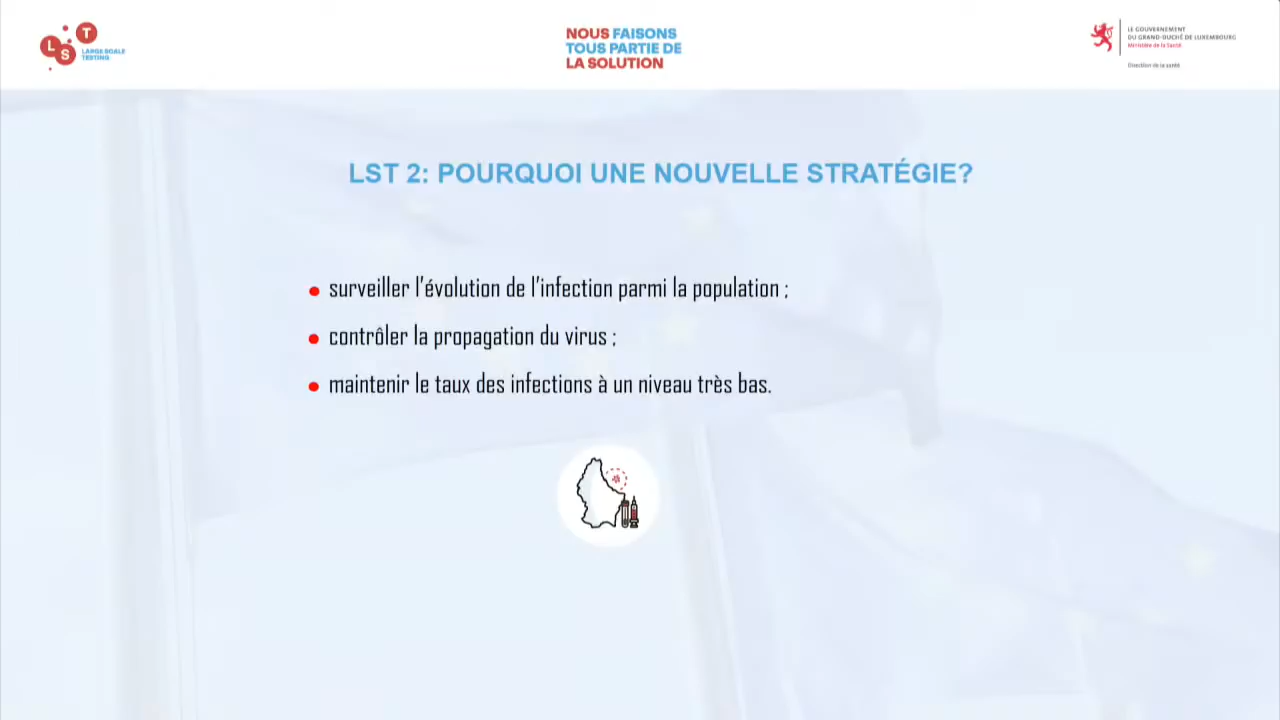 L S T
LARGE SCALE
TESTING
NOUS FAISONS
TOUS PARTIE DE
LA SOLUTION
LE GOUVERNEMENT
DU GRAND-DUCHÉ DE LUXEMBOURG
Ministère de la Santé
Direction de la santé
LST 2: POURQUOI UNE NOUVELLE STRATÉGIE?
• surveiller l'évolution de l'infection parmi la population ;
• contrôler la propagation du virus ;
• maintenir le taux des infections à un niveau très bas.